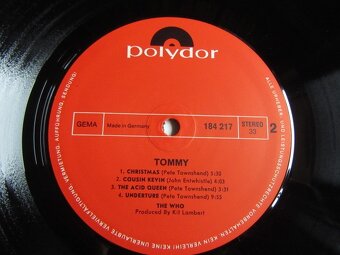 polydor
GEMA
Made in Germany
184 217
STEREO
33
2
TOMMY
1. CHRISTMAS (Pete Townshend) 5:30
2. COUSIN KEVIN (John Entwhistle) 4:03
3. THE ACID QUEEN (Pete Townshend) 3:31
4. UNDERTURE (Pete Townshend) 9:55
THE WHO
Produced By Kit Lambert